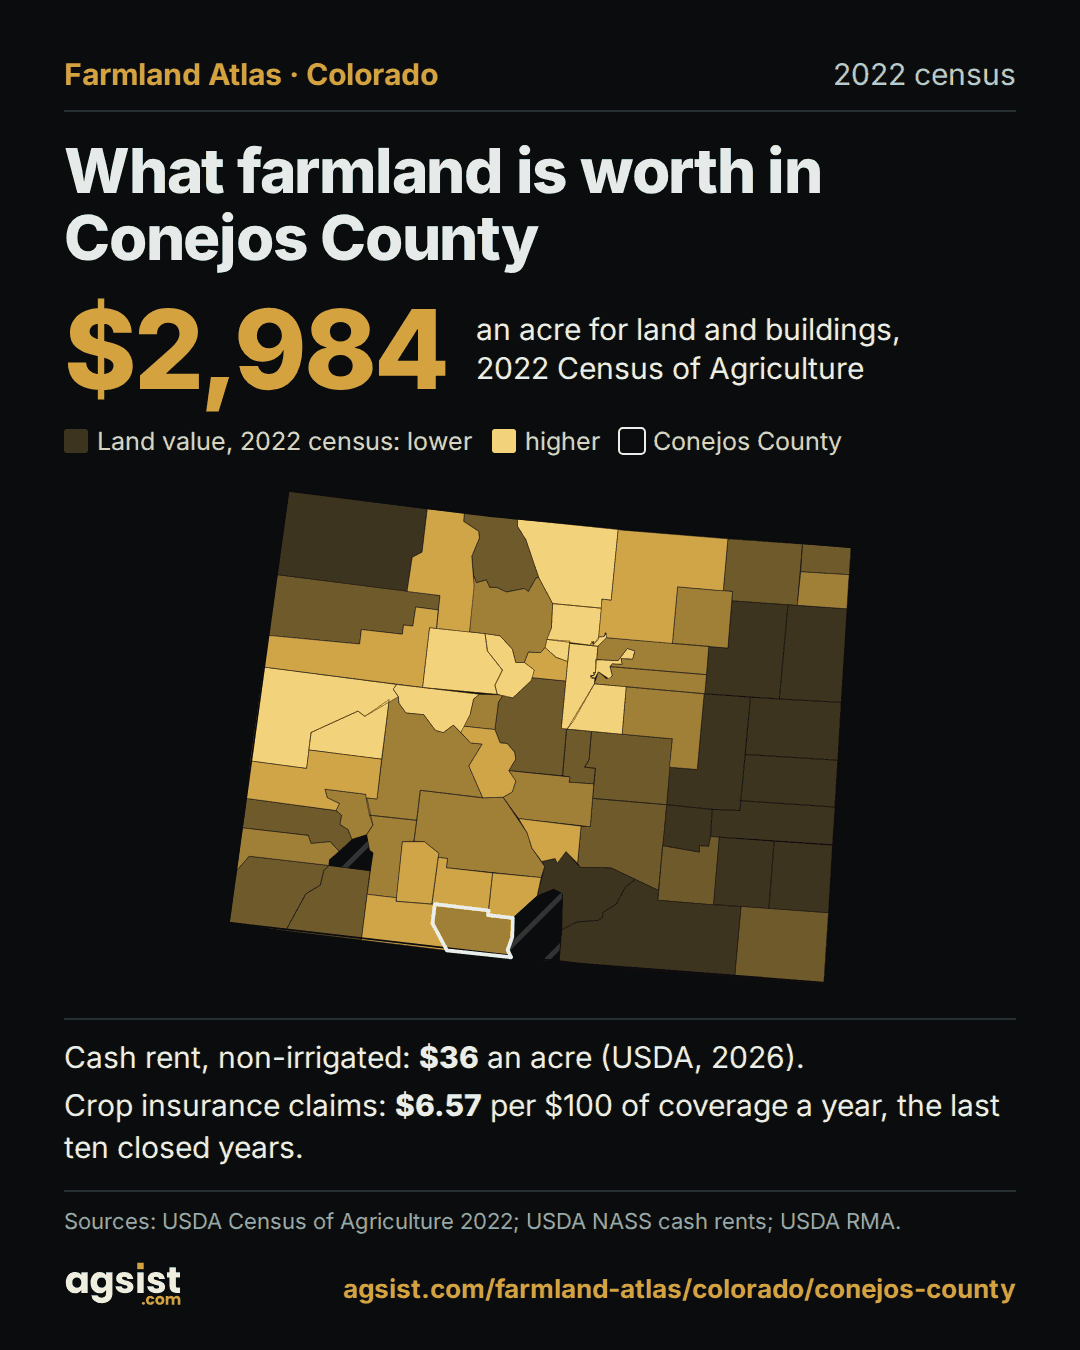 Farmland Atlas · Colorado
2022 census
What farmland is worth in
Conejos County
$2,984
an acre for land and buildings,
2022 Census of Agriculture
Land value, 2022 census: lower
higher
Conejos County
Cash rent, non-irrigated: $36 an acre (USDA, 2026).
Crop insurance claims: $6.57 per $100 of coverage a year, the last
ten closed years.
Sources: USDA Census of Agriculture 2022; USDA NASS cash rents; USDA RMA.
agsist
.com
agsist.com/farmland-atlas/colorado/conejos-county